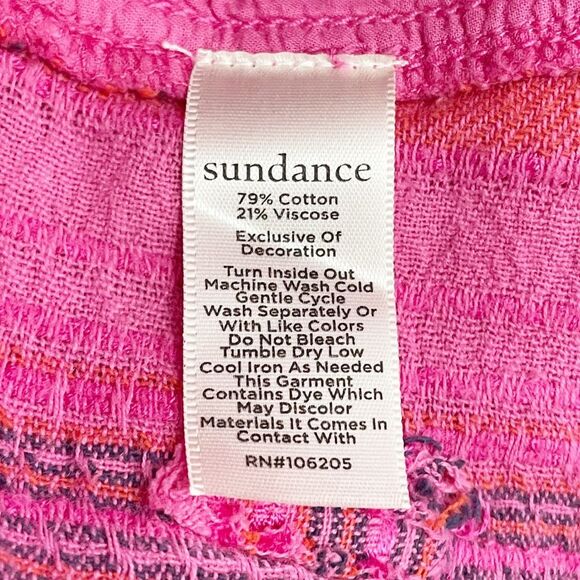 sundance
79% Cotton
21% Viscose
Exclusive Of
Decoration
Turn Inside Out
Machine Wash Cold
Gentle Cycle
Wash Separately Or
With Like Colors
Do Not Bleach
Tumble Dry Low
Cool Iron As Needed
This Garment
Contains Dye Which
May Discolor
Materials It Comes In
Contact With
RN#106205